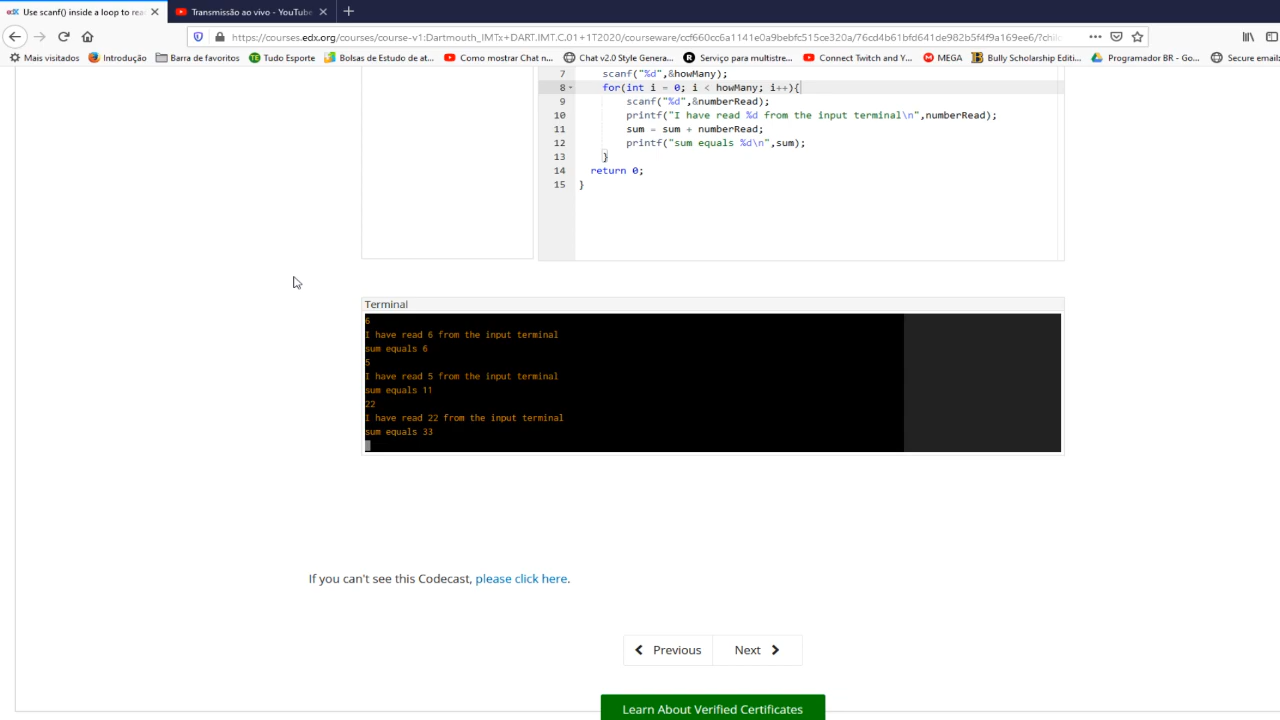 Use scanf() inside a loop to rea
Transmissão ao vivo - YouTube
https://courses.edx.org/courses/course-v1:Dartmouth_IMTx+DART.IMT.C.01+1T2020/courseware/ccf660cc6a1141e0a9bebfc515ce320a/76cd4b61bfd641de982b5f4f9a169ee6/?chil
Mais visitados
Introdução
Barra de favoritos
Tudo Esporte
Bolsas de Estudo de at...
Como mostrar Chat n...
Chat v2.0 Style Genera...
Serviço para multistre...
Connect Twitch and Y...
MEGA
Bully Scholarship Editi...
Programador BR - Go...
Secure emails
7 scanf("%d",&howMany);
8 for(int i = 0; i < howMany; i++){
9 scanf("%d",&numberRead);
10 printf("I have read %d from the input terminal\n",numberRead);
11 sum = sum + numberRead;
12 printf("sum equals %d\n",sum);
13 }
14 return 0;
15 }
Terminal
6
I have read 6 from the input terminal
sum equals 6
5
I have read 5 from the input terminal
sum equals 11
22
I have read 22 from the input terminal
sum equals 33
If you can't see this Codecast, please click here.
Previous
Next
Learn About Verified Certificates